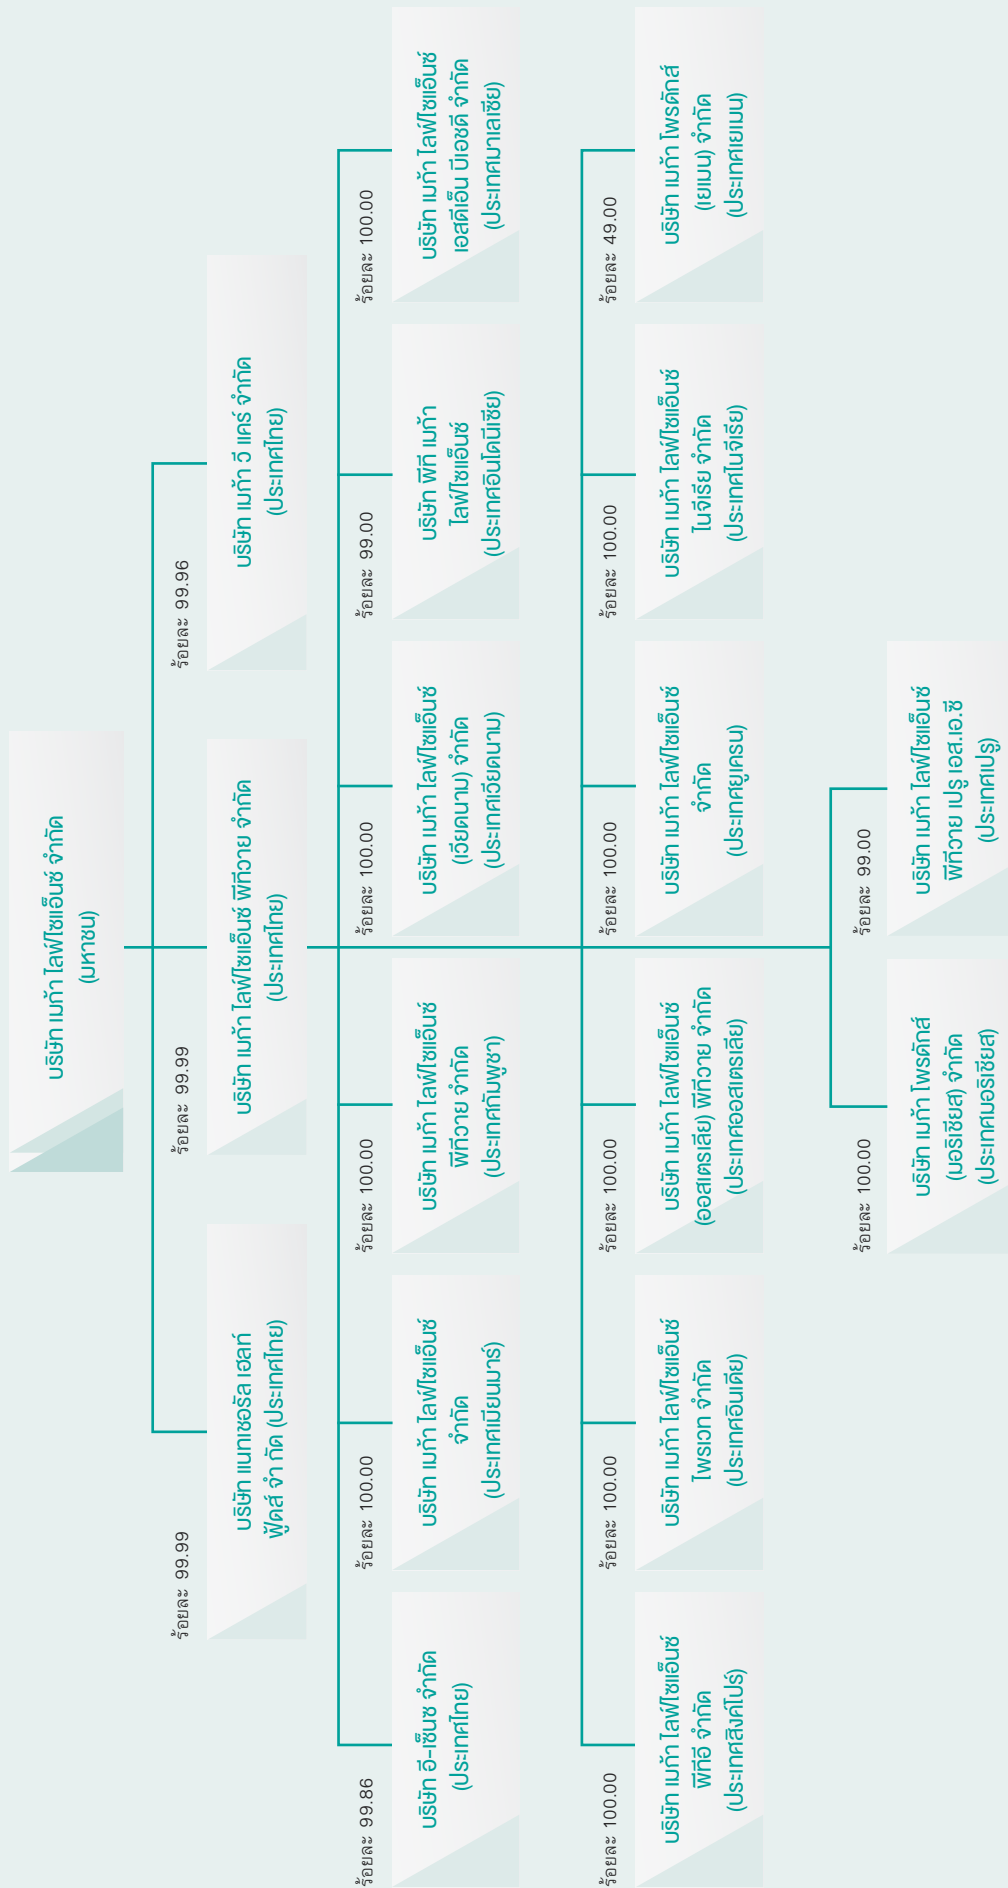 บริษัท เมก้า ไลฟ์ไซแอ็นซ์ จำกัด
(มหาชน)
ร้อยละ 99.99
บริษัท แนทเชอรัล เฮลท์
ฟู้ดส์ จำ กัด (ประเทศไทย)
ร้อยละ 99.99
บริษัท เมก้า ไลฟ์ไซแอ็นซ์ พีทีวาย จำกัด
(ประเทศไทย)
ร้อยละ 99.96
บริษัท เมก้า วี แคร์ จำกัด
(ประเทศไทย)
ร้อยละ 99.86
บริษัท อี-เซ็นซ จำกัด
(ประเทศไทย)
ร้อยละ 100.00
บริษัท เมก้า ไลฟ์ไซแอ็นซ์
จำกัด
(ประเทศเมียนมาร์)
ร้อยละ 100.00
บริษัท เมก้า ไลฟ์ไซแอ็นซ์
พีทีวาย จำกัด
(ประเทศกัมพูชา)
ร้อยละ 100.00
บริษัท เมก้า ไลฟ์ไซแอ็นซ์
(เวียดนาม) จำกัด
(ประเทศเวียดนาม)
ร้อยละ 99.00
บริษัท พีที เมก้า
ไลฟ์ไซแอ็นซ์
(ประเทศอินโดนีเซีย)
ร้อยละ 100.00
บริษัท เมก้า ไลฟ์ไซแอ็นซ์
เอสดีเอ็น บีเอชดี จำกัด
(ประเทศมาเลเซีย)
ร้อยละ 100.00
บริษัท เมก้า ไลฟ์ไซแอ็นซ์
พีทีอี จำกัด
(ประเทศสิงคโปร์)
ร้อยละ 100.00
บริษัท เมก้า ไลฟ์ไซแอ็นซ์
ไพรเวท จำกัด
(ประเทศอินเดีย)
ร้อยละ 100.00
บริษัท เมก้า ไลฟ์ไซแอ็นซ์
(ออสเตรเลีย) พีทีวาย จำกัด
(ประเทศออสเตรเลีย)
ร้อยละ 100.00
บริษัท เมก้า ไลฟ์ไซแอ็นซ์
จำกัด
(ประเทศยูเครน)
ร้อยละ 100.00
บริษัท เมก้า ไลฟ์ไซแอ็นซ์
ไนจีเรีย จำกัด
(ประเทศไนจีเรีย)
ร้อยละ 49.00
บริษัท เมก้า โพรดักส์
(เยเมน) จำกัด
(ประเทศเยเมน)
ร้อยละ 100.00
บริษัท เมก้า โพรดักส์
(มอริเชียส) จำกัด
(ประเทศมอริเชียส)
ร้อยละ 99.00
บริษัท เมก้า ไลฟ์ไซแอ็นซ์
พีทีวาย เปรู เอส.เอ.ซี
(ประเทศเปรู)